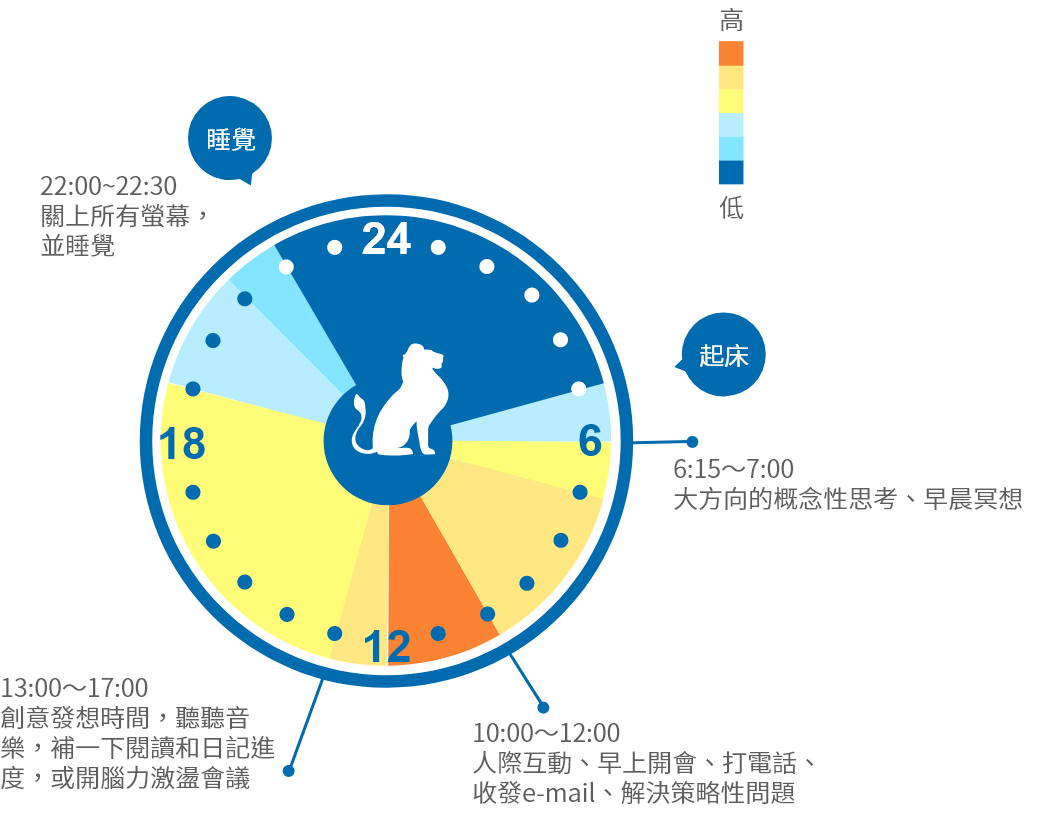 高
低
睡覺
22:00~22:30
關上所有螢幕，
並睡覺
24
起床
18
6
6:15～7:00
大方向的概念性思考、早晨冥想
12
13:00～17:00
創意發想時間，聽聽音
樂，補一下閱讀和日記進
度，或開腦力激盪會議
10:00～12:00
人際互動、早上開會、打電話、
收發e-mail、解決策略性問題